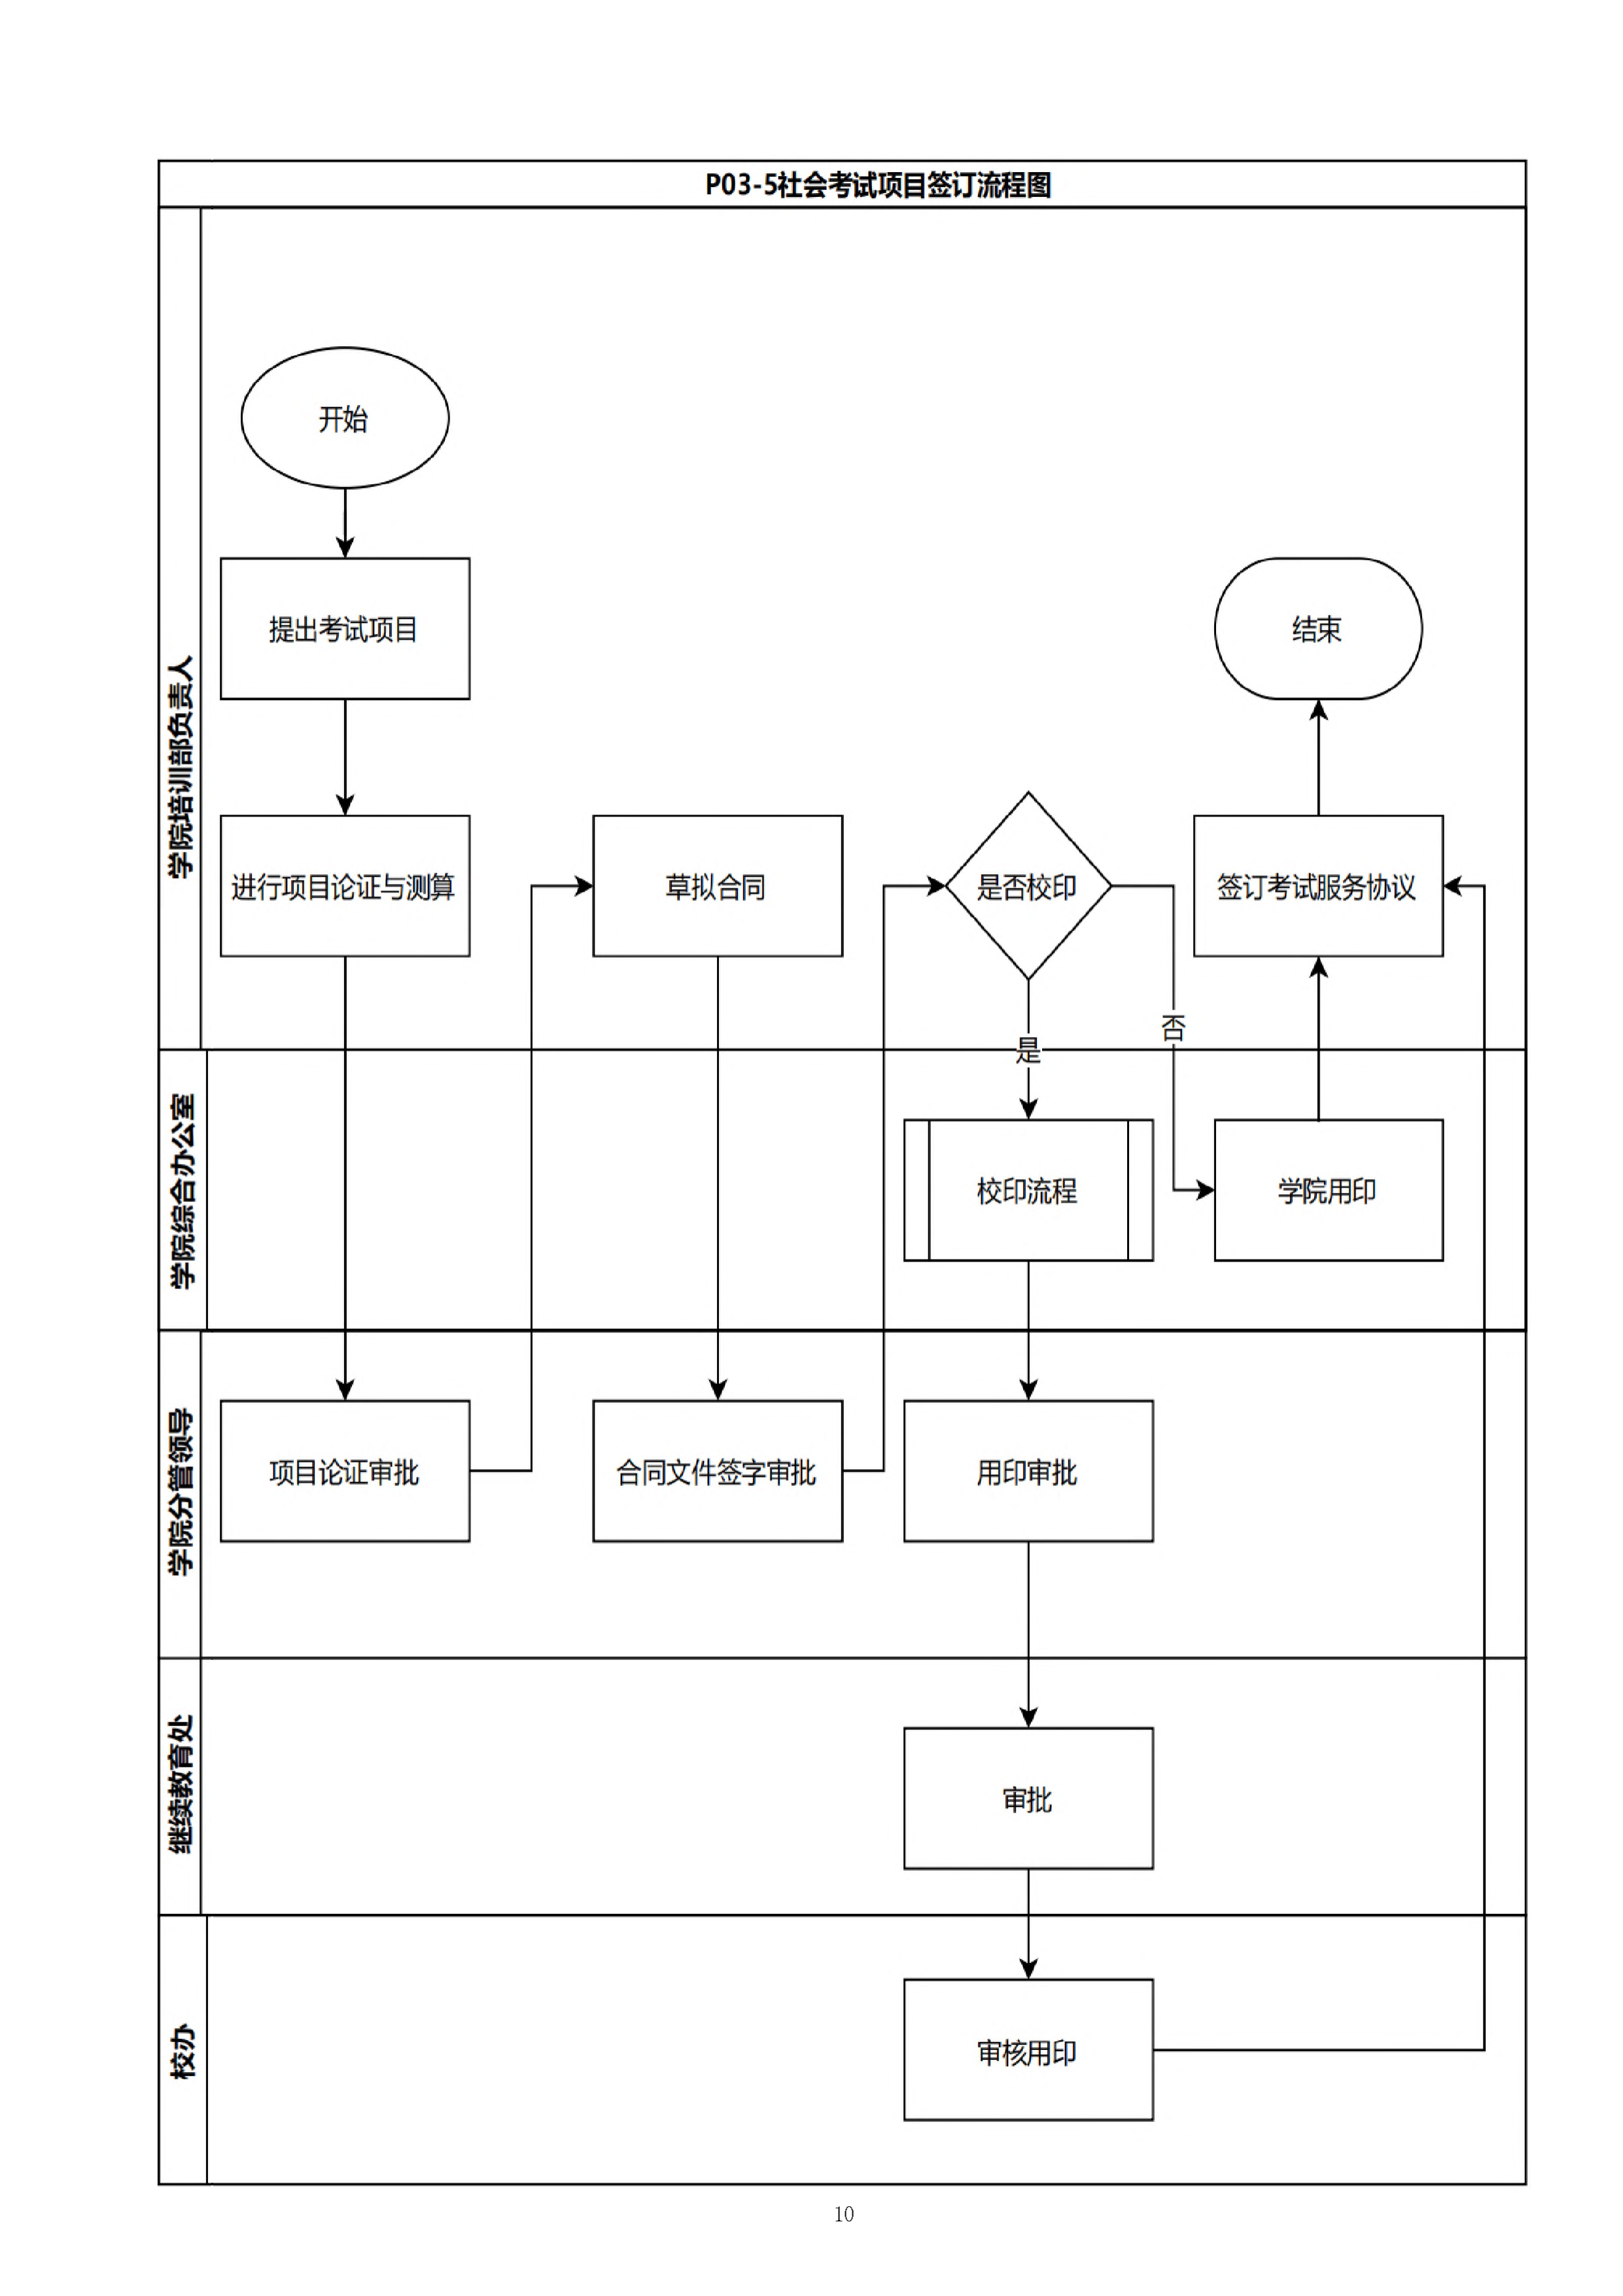 P03-5社会考试项目签订流程图
学院培训部负责人
开始
提出考试项目
结束
进行项目论证与测算
草拟合同
是否校印
签订考试服务协议
否
是
学院综合办公室
校印流程
学院用印
学院分管领导
项目论证审批
合同文件签字审批
用印审批
继续教育处
审批
校办
审核用印
10